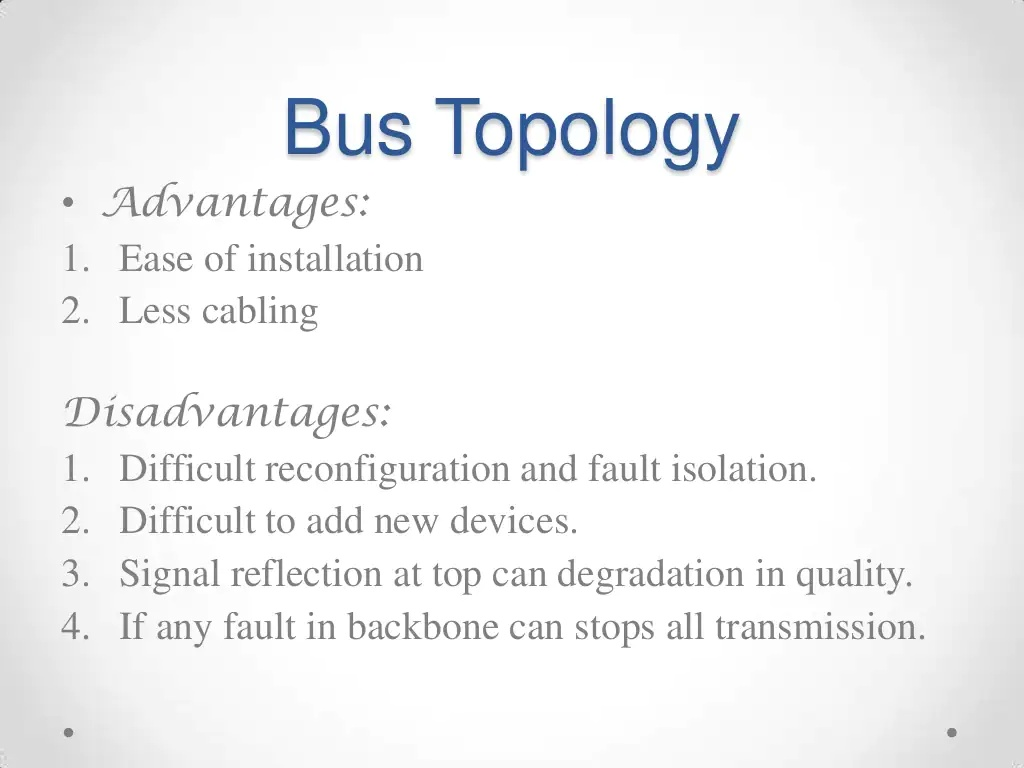 Bus Topology
• Advantages:
1. Ease of installation
2. Less cabling
Disadvantages:
1. Difficult reconfiguration and fault isolation.
2. Difficult to add new devices.
3. Signal reflection at top can degradation in quality.
4. If any fault in backbone can stops all transmission.